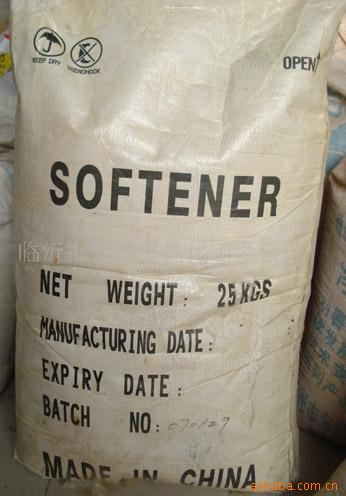 KEEP DRY
OPEN
SOFTENER
NET WEIGHT: 25KGS
MANUFACTURING DATE:
EXPIRY DATE:
BATCH NO: 070129
MADE IN CHINA
alibaba.com.cn